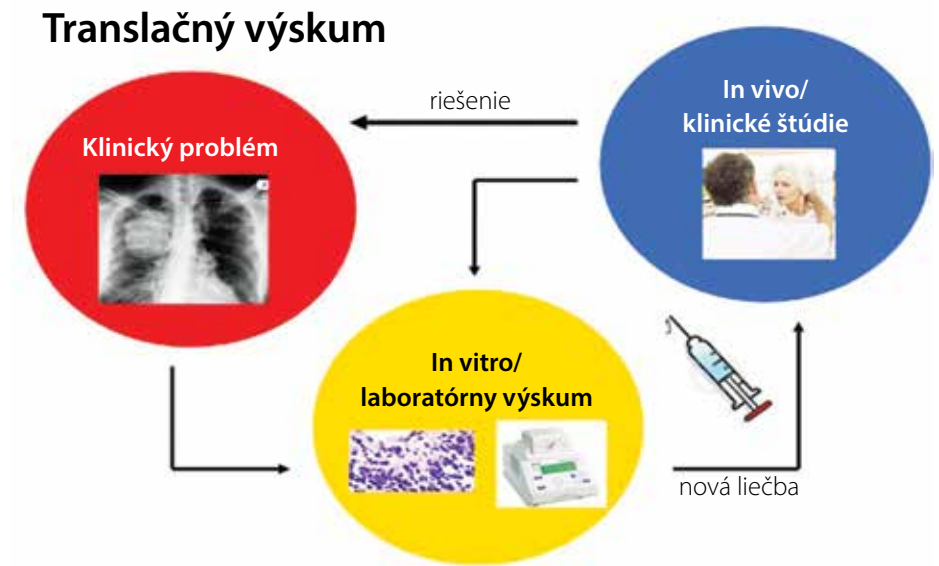 Translačný výskum
riešenie
In vivo/
klinické štúdie
Klinický problém
In vitro/
laboratórny výskum
nová liečba